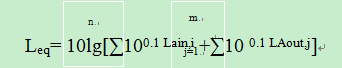 n. m.
Leq= 10lg[∑10^0.1 Lain,i +∑10 ^0.1 LAout,j]
j=1